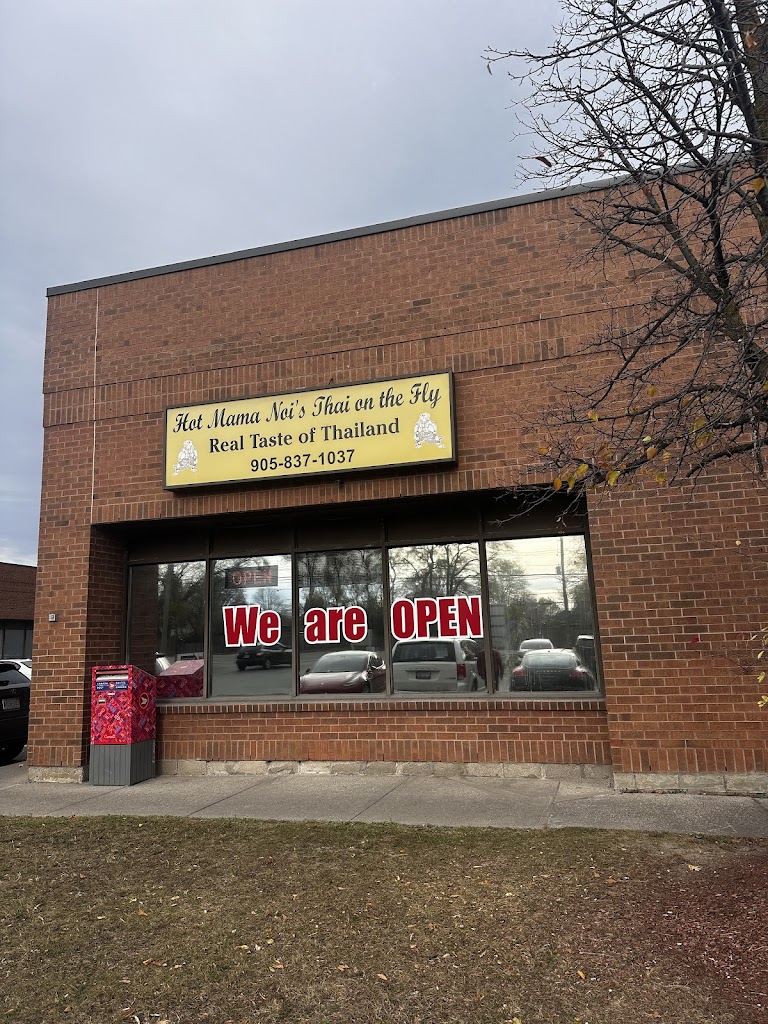 Hot Mama Noi's Thai on the Fly
Real Taste of Thailand
905-837-1037
OPEN
We are OPEN